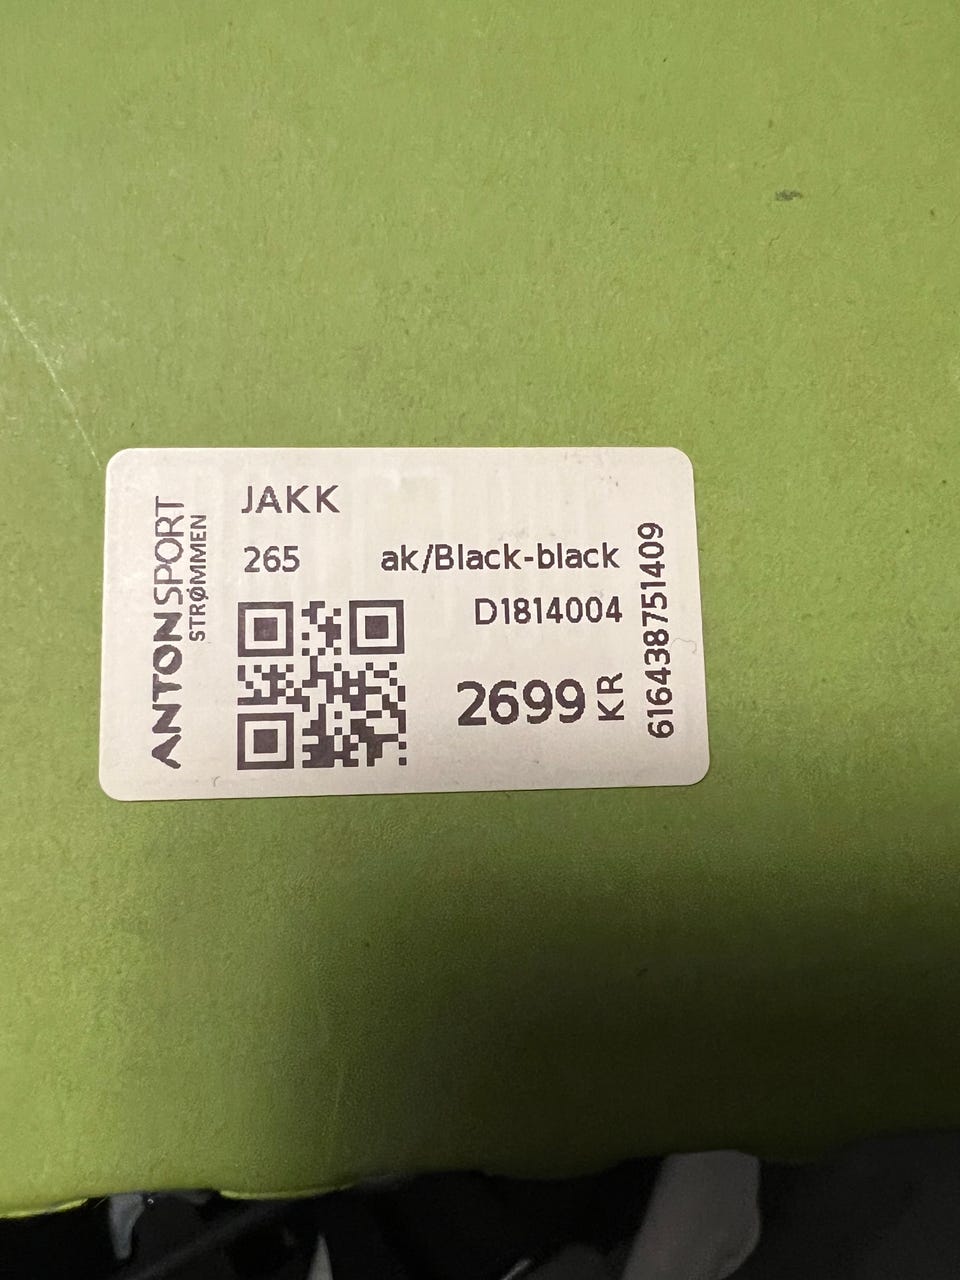 ANTONSPORT
STRØMMEN
JAKK
265 ak/Black-black
D1814004
2699 KR
6164387514​09